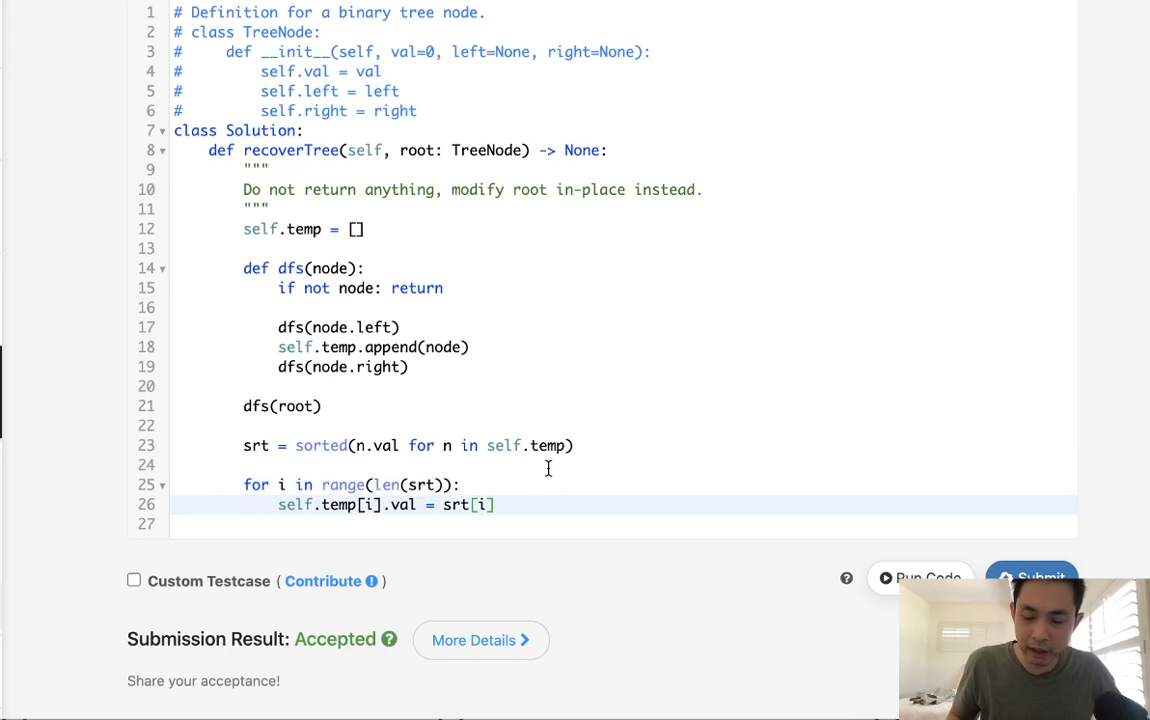 1 # Definition for a binary tree node.
2 # class TreeNode:
3 #     def __init__(self, val=0, left=None, right=None):
4 #         self.val = val
5 #         self.left = left
6 #         self.right = right
7 class Solution:
8     def recoverTree(self, root: TreeNode) -> None:
9         """
10         Do not return anything, modify root in-place instead.
11         """
12         self.temp = []
13
14         def dfs(node):
15             if not node: return
16
17             dfs(node.left)
18             self.temp.append(node)
19             dfs(node.right)
20
21         dfs(root)
22
23         srt = sorted(n.val for n in self.temp)
24
25         for i in range(len(srt)):
26             self.temp[i].val = srt[i]
27
Custom Testcase ( Contribute )
Run Code
Submit
Submission Result: Accepted
More Details
Share your acceptance!